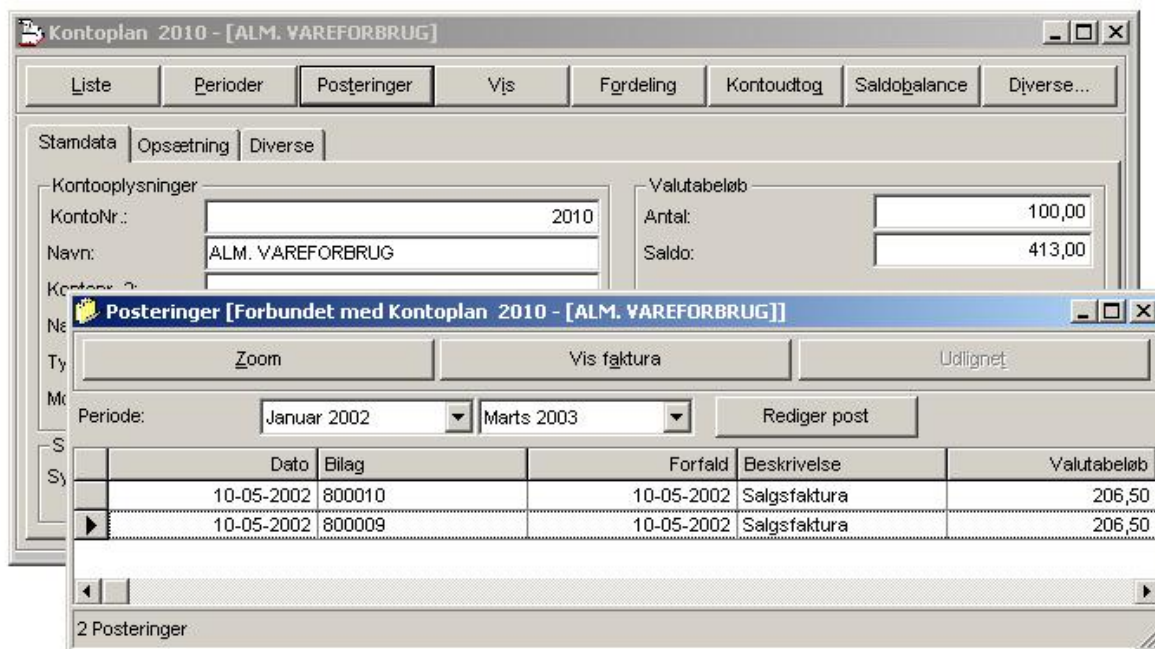 Kontoplan 2010 - [ALM. VAREFORBRUG]
Liste Perioder Posteringer Vis Fordeling Kontoudtog Saldobalance Diverse...
Stamdata Opsætning Diverse
Kontooplysninger Valutabeløb
KontoNr.: 2010 Antal: 100,00
Navn: ALM. VAREFORBRUG Saldo: 413,00
Posteringer [Forbundet med Kontoplan 2010 - [ALM. VAREFORBRUG]]
Zoom Vis faktura Udlignet
Periode: Januar 2002 Marts 2003 Rediger post
Dato Bilag Forfald Beskrivelse Valutabeløb
10-05-2002 800010 10-05-2002 Salgsfaktura 206,50
10-05-2002 800009 10-05-2002 Salgsfaktura 206,50
2 Posteringer